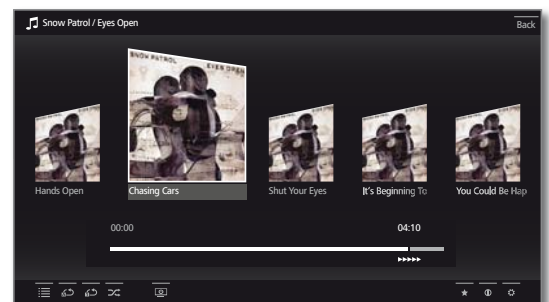 Snow Patrol / Eyes Open
Back
SNOW PATROL
EYES OPEN
Hands Open
Chasing Cars
Shut Your Eyes
It's Beginning To
You Could Be Hap
00:00
04:10